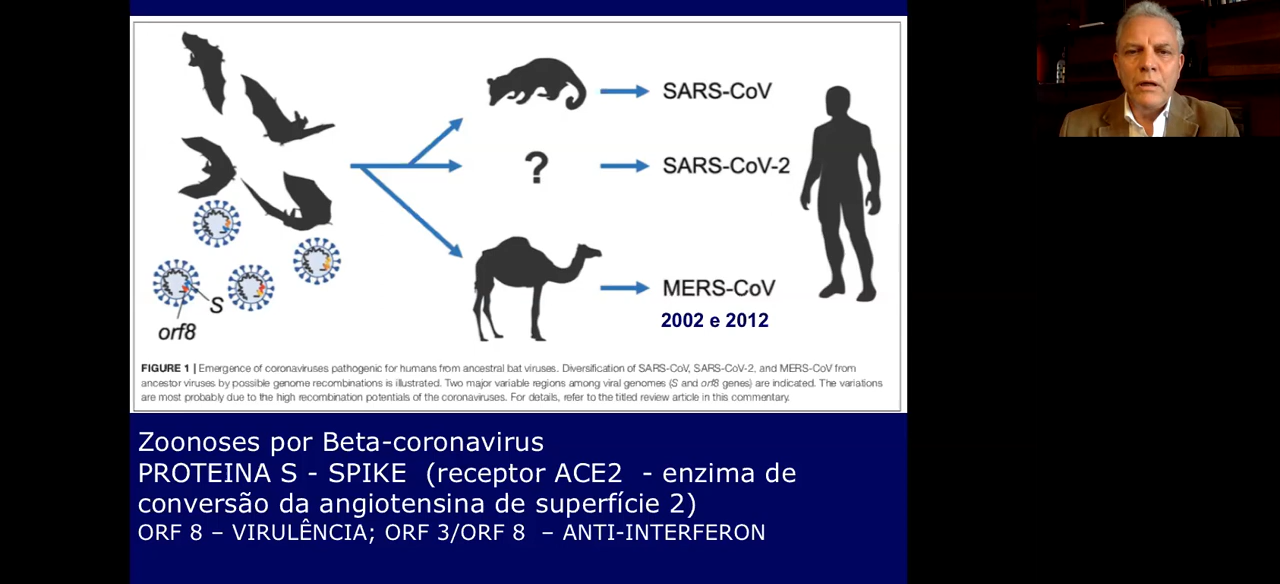 SARS-CoV
?
SARS-CoV-2
MERS-CoV
2002 e 2012
S
orf8
FIGURE 1 | Emergence of coronaviruses pathogenic for humans from ancestral bat viruses. Diversification of SARS-CoV, SARS-CoV-2, and MERS-CoV from
ancestor viruses by possible genome recombinations is illustrated. Two major variable regions among viral genomes (S and orf8 genes) are indicated. The variations
are most probably due to the high recombination potentials of the coronaviruses. For details, refer to the titled review article in this commentary.
Zoonoses por Beta-coronavirus
PROTEINA S - SPIKE (receptor ACE2 - enzima de
conversão da angiotensina de superfície 2)
ORF 8 – VIRULÊNCIA; ORF 3/ORF 8 – ANTI-INTERFERON